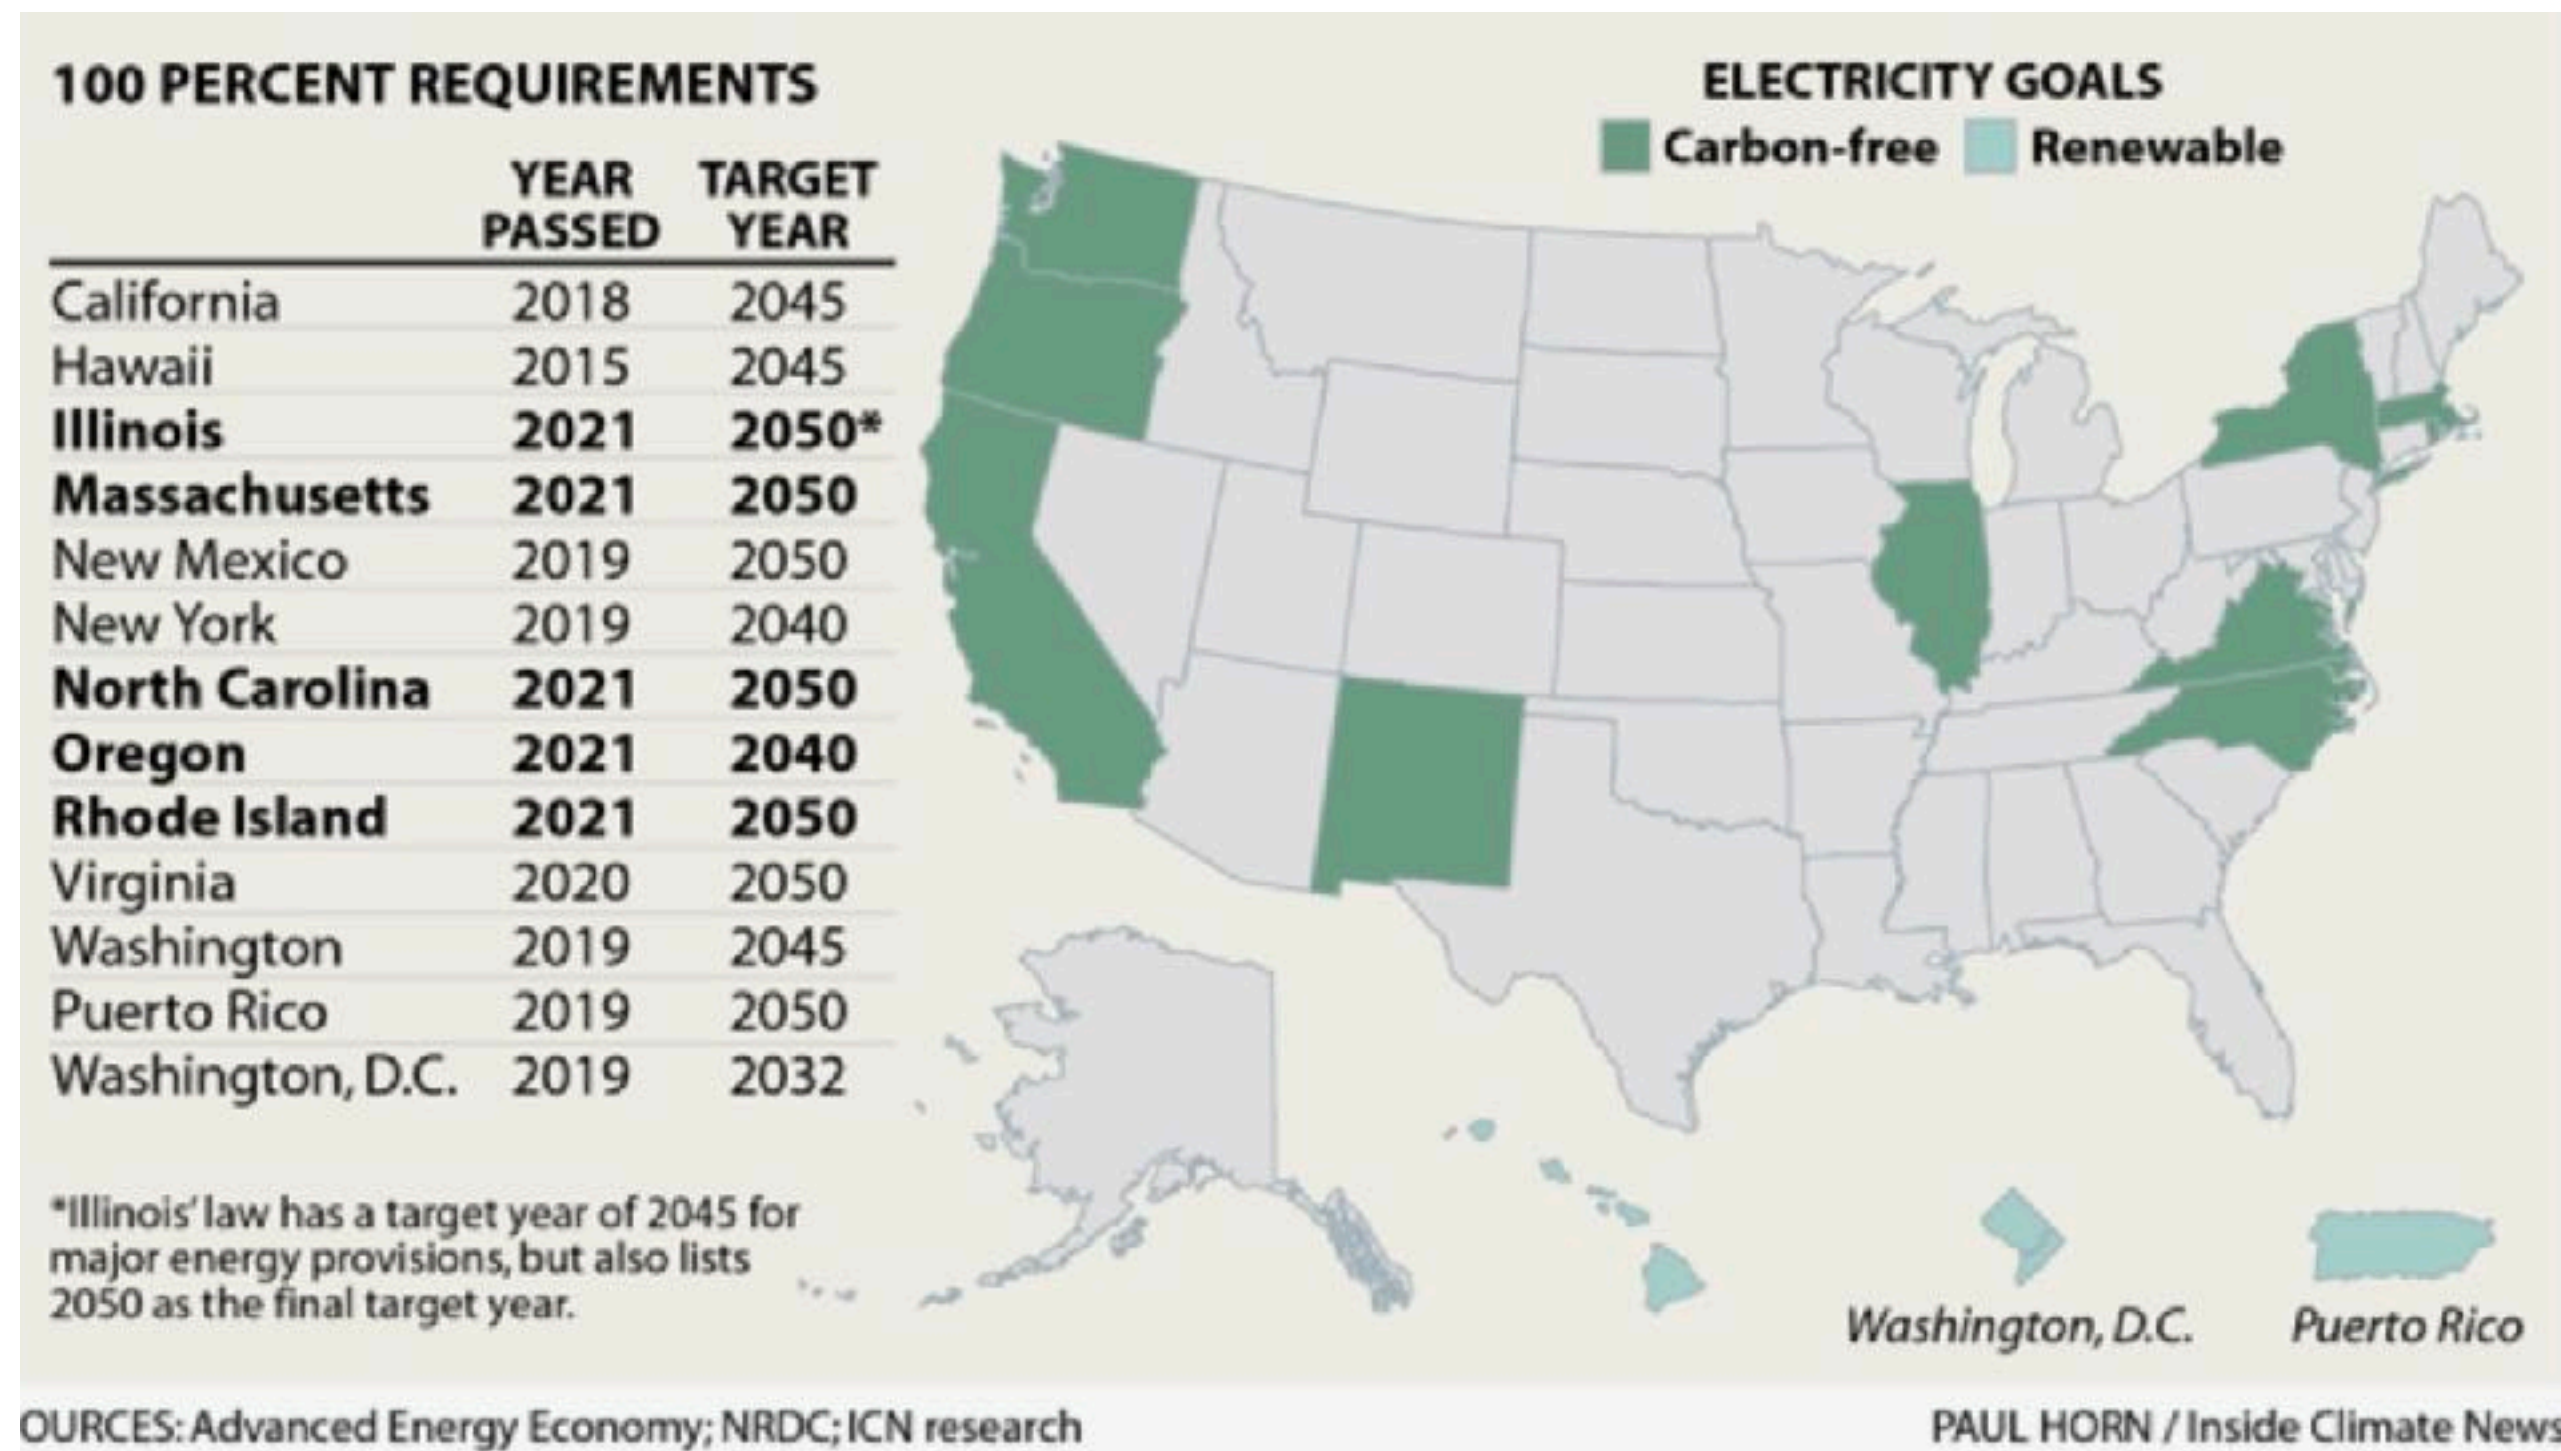 100 PERCENT REQUIREMENTS
YEAR PASSED TARGET YEAR
California 2018 2045
Hawaii 2015 2045
Illinois 2021 2050*
Massachusetts 2021 2050
New Mexico 2019 2050
New York 2019 2040
North Carolina 2021 2050
Oregon 2021 2040
Rhode Island 2021 2050
Virginia 2020 2050
Washington 2019 2045
Puerto Rico 2019 2050
Washington, D.C. 2019 2032
*Illinois' law has a target year of 2045 for
major energy provisions, but also lists
2050 as the final target year.
ELECTRICITY GOALS
Carbon-free Renewable
Washington, D.C. Puerto Rico
OURCES: Advanced Energy Economy; NRDC; ICN research
PAUL HORN / Inside Climate News